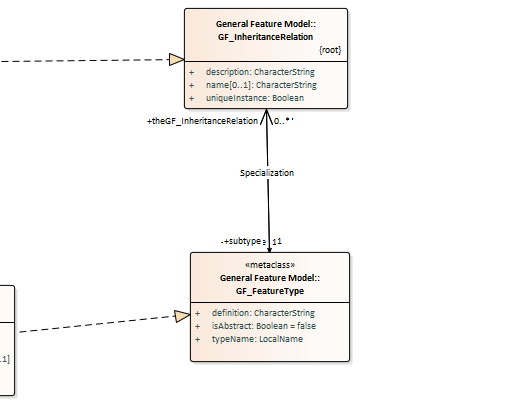 General Feature Model::
GF_InheritanceRelation
{root}
+ description: CharacterString
+ name[0..1]: CharacterString
+ uniqueInstance: Boolean
+theGF_InheritanceRelation 0..*
Specialization
+subtype 1
«metaclass»
General Feature Model::
GF_FeatureType
+ definition: CharacterString
+ isAbstract: Boolean = false
+ typeName: LocalName
.1]